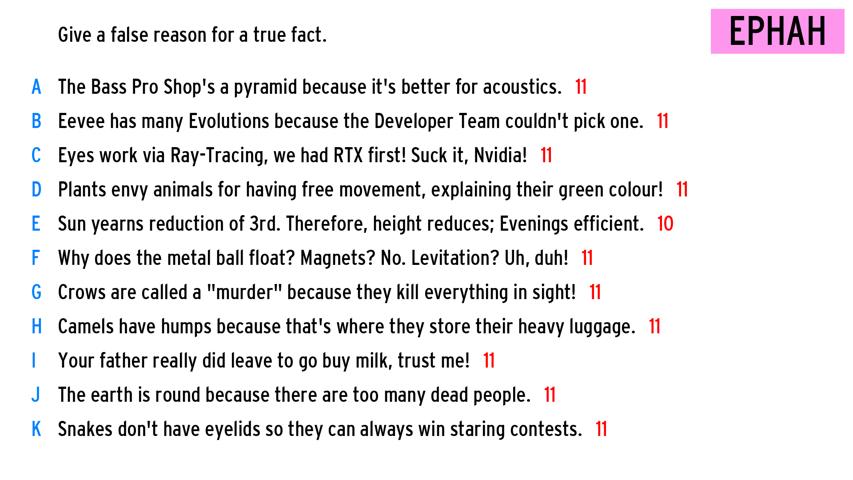 Give a false reason for a true fact.
EPHAH
A The Bass Pro Shop's a pyramid because it's better for acoustics. 11
B Eevee has many Evolutions because the Developer Team couldn't pick one. 11
C Eyes work via Ray-Tracing, we had RTX first! Suck it, Nvidia! 11
D Plants envy animals for having free movement, explaining their green colour! 11
E Sun yearns reduction of 3rd. Therefore, height reduces; Evenings efficient. 10
F Why does the metal ball float? Magnets? No. Levitation? Uh, duh! 11
G Crows are called a "murder" because they kill everything in sight! 11
H Camels have humps because that's where they store their heavy luggage. 11
I Your father really did leave to go buy milk, trust me! 11
J The earth is round because there are too many dead people. 11
K Snakes don't have eyelids so they can always win staring contests. 11